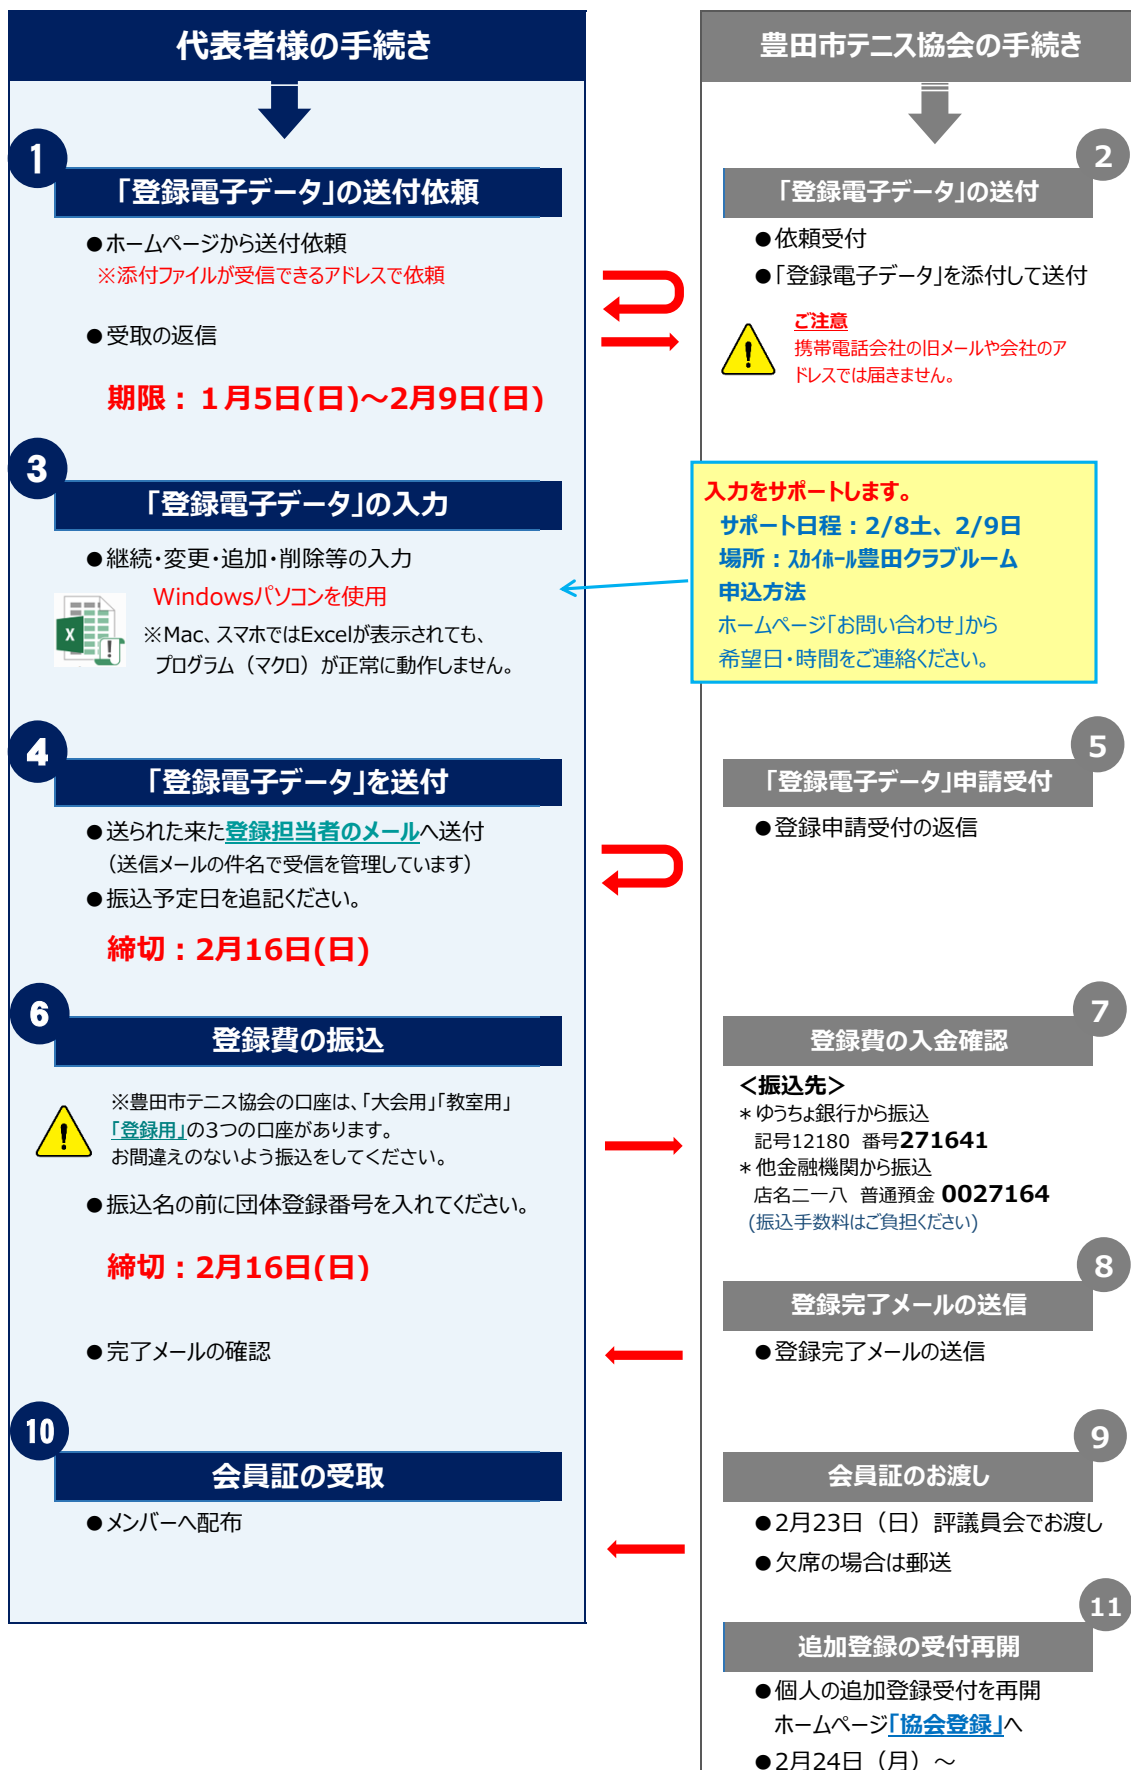 代表者様の手続き
豊田市テニス協会の手続き
1
「登録電子データ」の送付依頼
●ホームページから送付依頼
※添付ファイルが受信できるアドレスで依頼
●受取の返信
期限：１月5日(日)～2月9日(日)
2
「登録電子データ」の送付
●依頼受付
●「登録電子データ」を添付して送付
ご注意
携帯電話会社の旧メールや会社のア
ドレスでは届きません。
3
「登録電子データ」の入力
●継続・変更・追加・削除等の入力
Windowsパソコンを使用
※Mac、スマホではExcelが表示されても、
プログラム（マクロ）が正常に動作しません。
入力をサポートします。
サポート日程：2/8土、2/9日
場所：ｽｶｲﾎｰﾙ豊田クラブルーム
申込方法
ホームページ「お問い合わせ」から
希望日・時間をご連絡ください。
4
「登録電子データ」を送付
●送られた来た登録担当者のメールへ送付
（送信メールの件名で受信を管理しています）
●振込予定日を追記ください。
締切：2月16日(日)
5
「登録電子データ」申請受付
●登録申請受付の返信
6
登録費の振込
※豊田市テニス協会の口座は、「大会用」「教室用」
「登録用」の３つの口座があります。
お間違えのないよう振込をしてください。
●振込名の前に団体登録番号を入れてください。
締切：2月16日(日)
●完了メールの確認
7
登録費の入金確認
＜振込先＞
＊ゆうちょ銀行から振込
記号12180 番号271641
＊他金融機関から振込
店名二一八 普通預金 0027164
(振込手数料はご負担ください)
8
登録完了メールの送信
●登録完了メールの送信
10
会員証の受取
●メンバーへ配布
9
会員証のお渡し
●2月23日（日）評議員会でお渡し
●欠席の場合は郵送
11
追加登録の受付再開
●個人の追加登録受付を再開
ホームページ「協会登録」へ
●2月24日（月）～